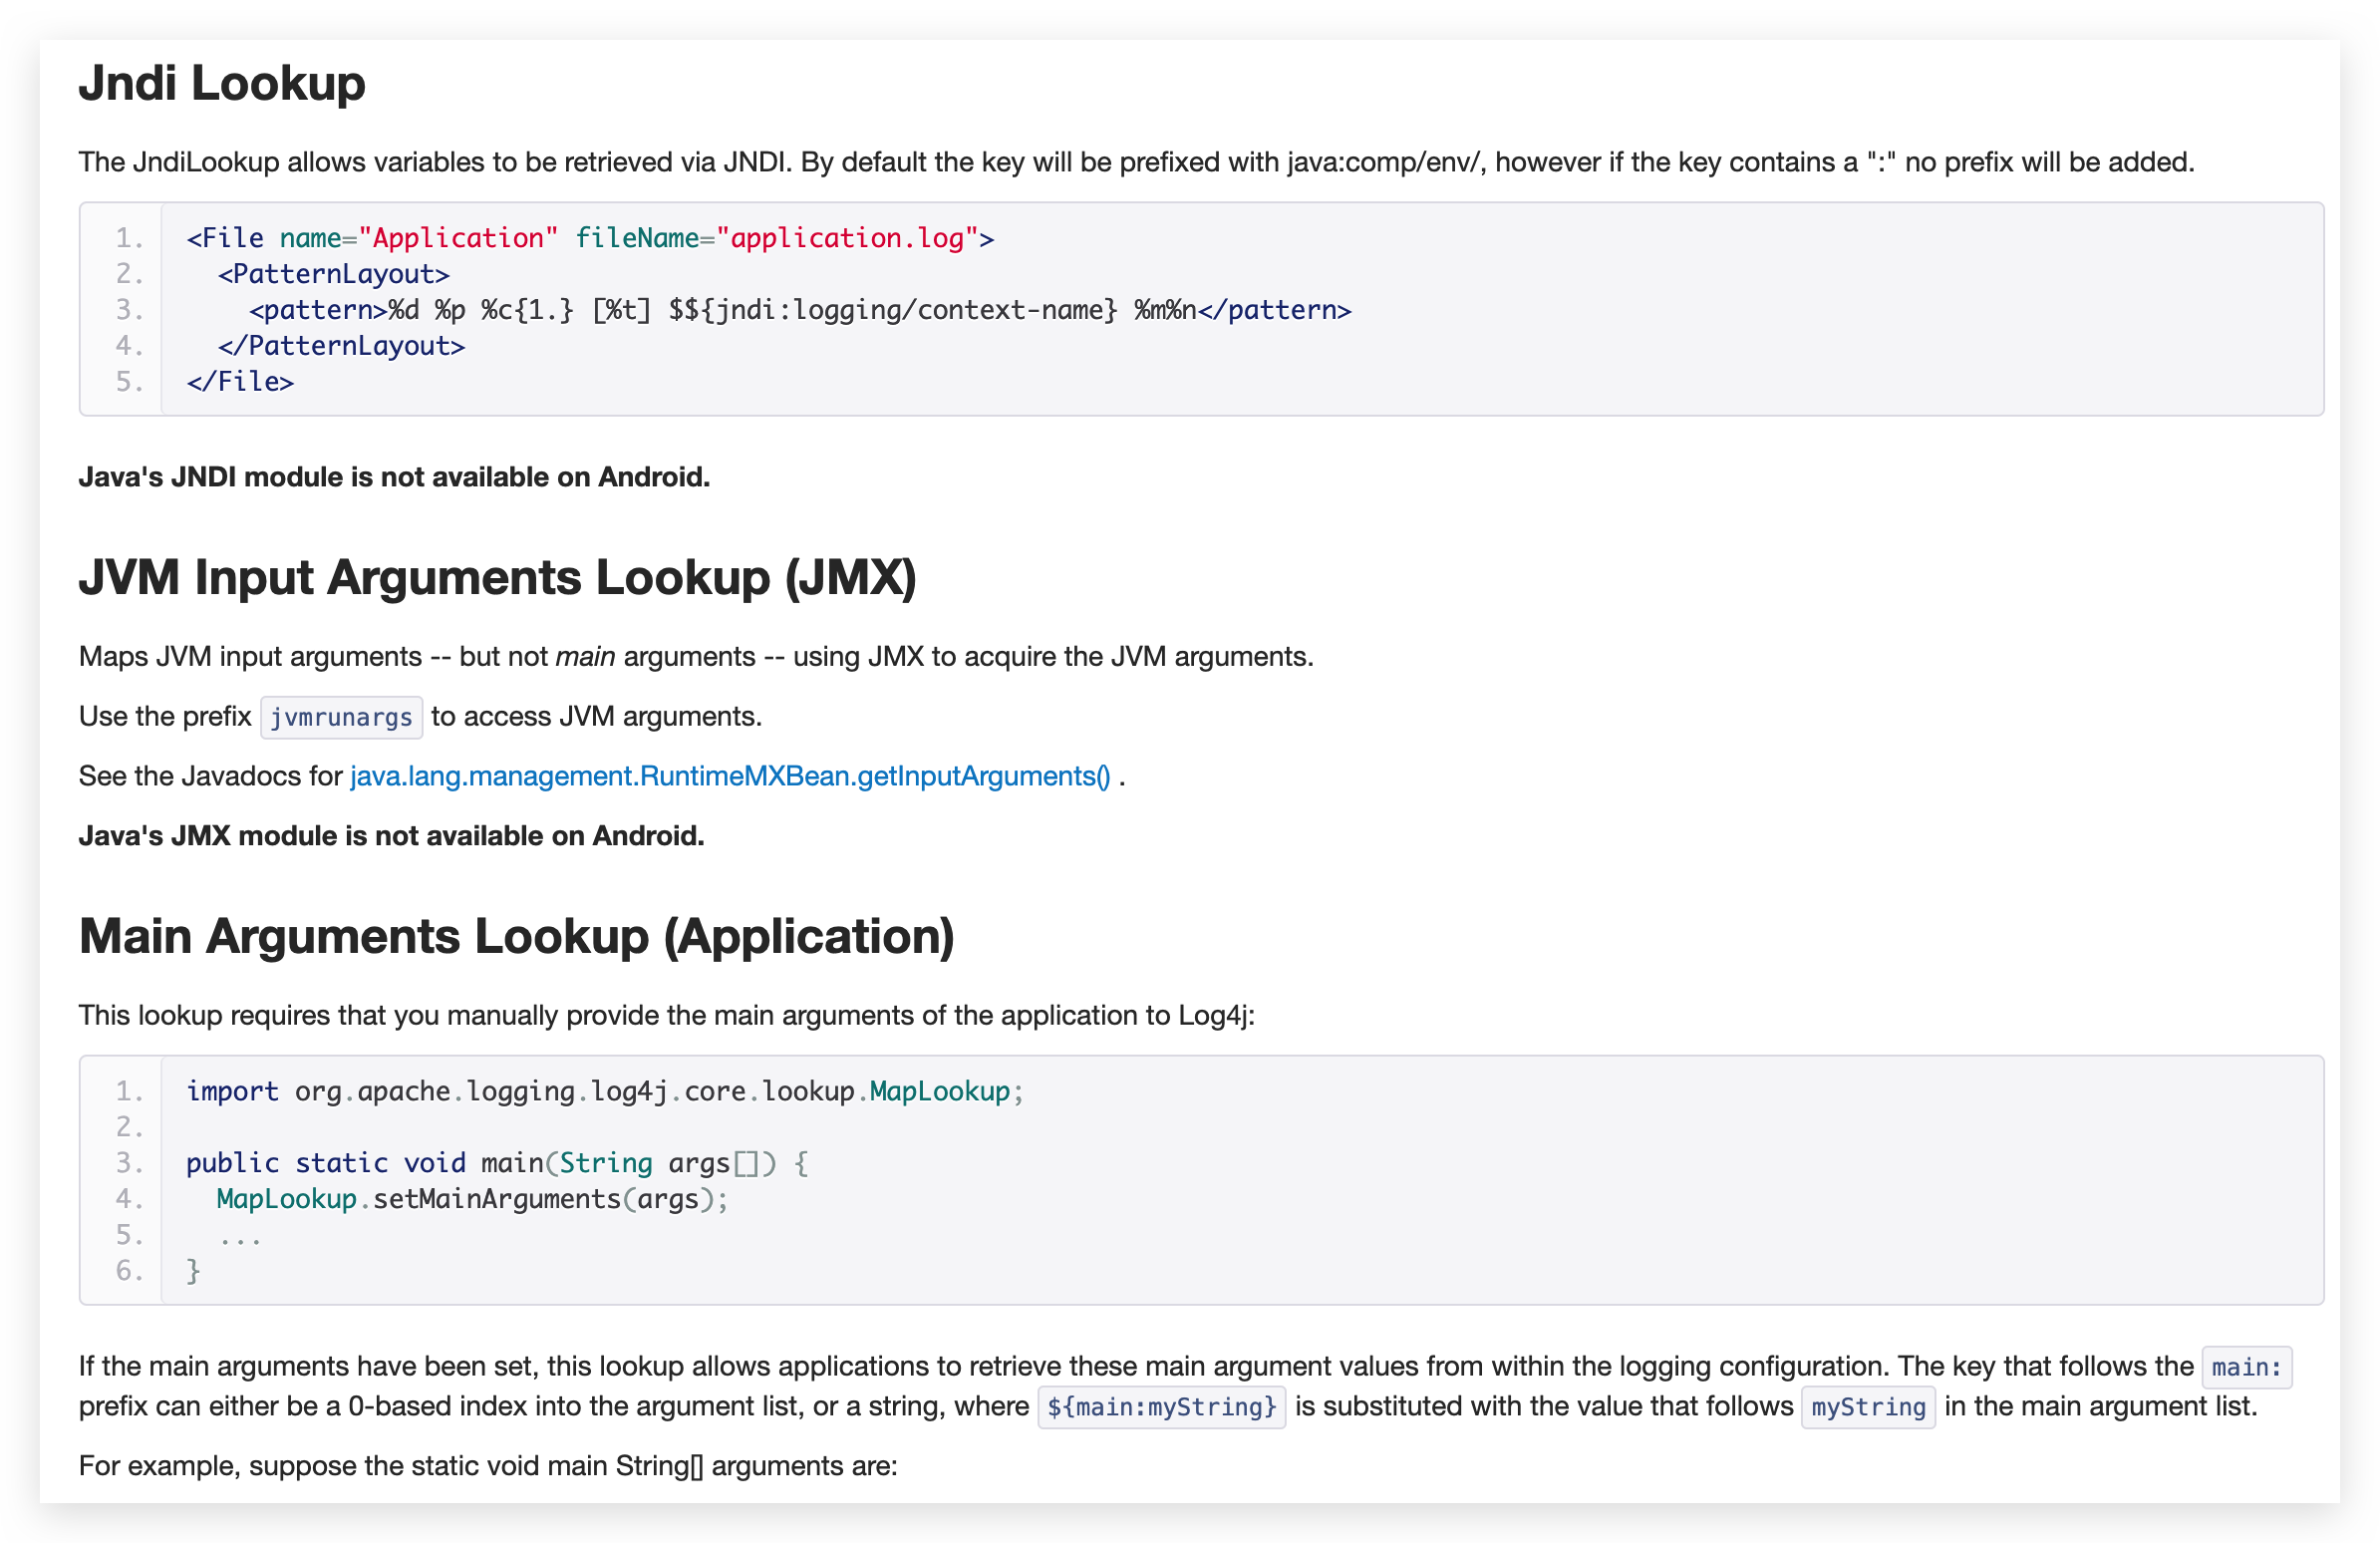 Jndi Lookup
The JndiLookup allows variables to be retrieved via JNDI. By default the key will be prefixed with java:comp/env/, however if the key contains a ":" no prefix will be added.
1. <File name="Application" fileName="application.log">
2.   <PatternLayout>
3.     <pattern>%d %p %c{1.} [%t] $${jndi:logging/context-name} %m%n</pattern>
4.   </PatternLayout>
5. </File>
Java's JNDI module is not available on Android.
JVM Input Arguments Lookup (JMX)
Maps JVM input arguments -- but not main arguments -- using JMX to acquire the JVM arguments.
Use the prefix jvmrunargs to access JVM arguments.
See the Javadocs for java.lang.management.RuntimeMXBean.getInputArguments() .
Java's JMX module is not available on Android.
Main Arguments Lookup (Application)
This lookup requires that you manually provide the main arguments of the application to Log4j:
1. import org.apache.logging.log4j.core.lookup.MapLookup;
2.
3. public static void main(String args[]) {
4.   MapLookup.setMainArguments(args);
5.   ...
6. }
If the main arguments have been set, this lookup allows applications to retrieve these main argument values from within the logging configuration. The key that follows the main:
prefix can either be a 0-based index into the argument list, or a string, where ${main:myString} is substituted with the value that follows myString in the main argument list.
For example, suppose the static void main String[] arguments are: